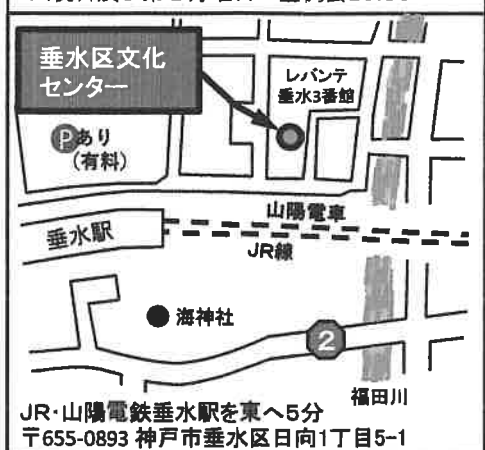 垂水区文化
センター
レバンテ
垂水3番館
Pあり
(有料)
山陽電車
垂水駅
JR線
海神社
2
福田川
JR・山陽電鉄垂水駅を東へ5分
〒655-0893 神戸市垂水区日向1丁目5-1